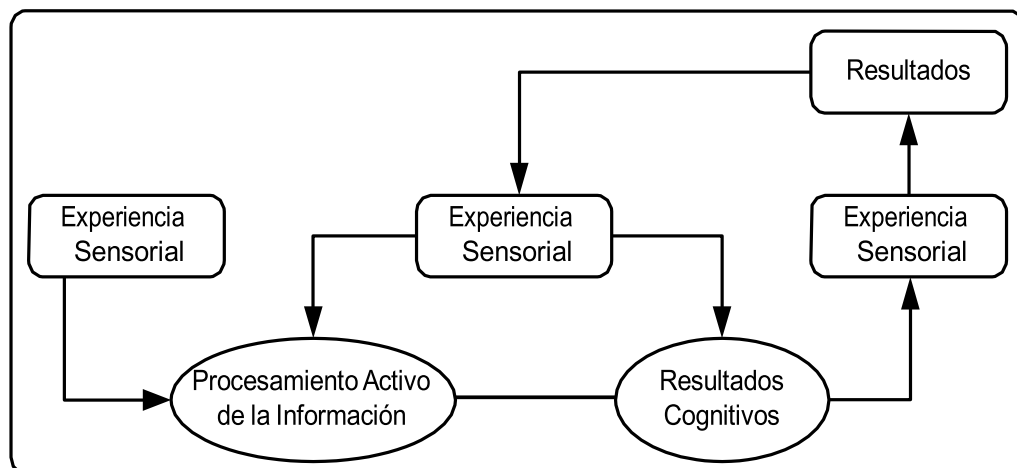 Resultados
Experiencia
Sensorial
Experiencia
Sensorial
Experiencia
Sensorial
Procesamiento Activo
de la Información
Resultados
Cognitivos